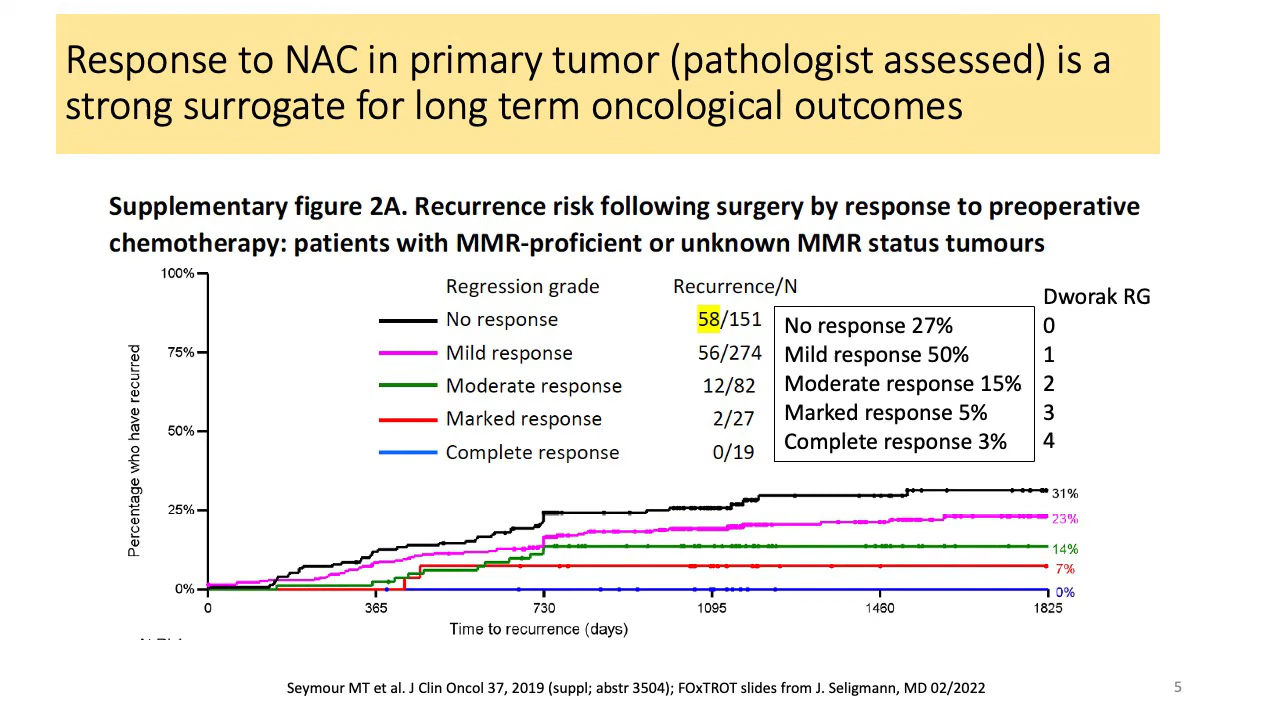 Response to NAC in primary tumor (pathologist assessed) is a
strong surrogate for long term oncological outcomes
Supplementary figure 2A. Recurrence risk following surgery by response to preoperative
chemotherapy: patients with MMR-proficient or unknown MMR status tumours
Regression grade Recurrence/N
No response 58/151
Mild response 56/274
Moderate response 12/82
Marked response 2/27
Complete response 0/19
Dworak RG
No response 27% 0
Mild response 50% 1
Moderate response 15% 2
Marked response 5% 3
Complete response 3% 4
Percentage who have recurred
100%
75%
50%
25%
0%
31%
23%
14%
7%
0%
0 365 730 1095 1460 1825
Time to recurrence (days)
Seymour MT et al. J Clin Oncol 37, 2019 (suppl; abstr 3504); FOxTROT slides from J. Seligmann, MD 02/2022
5